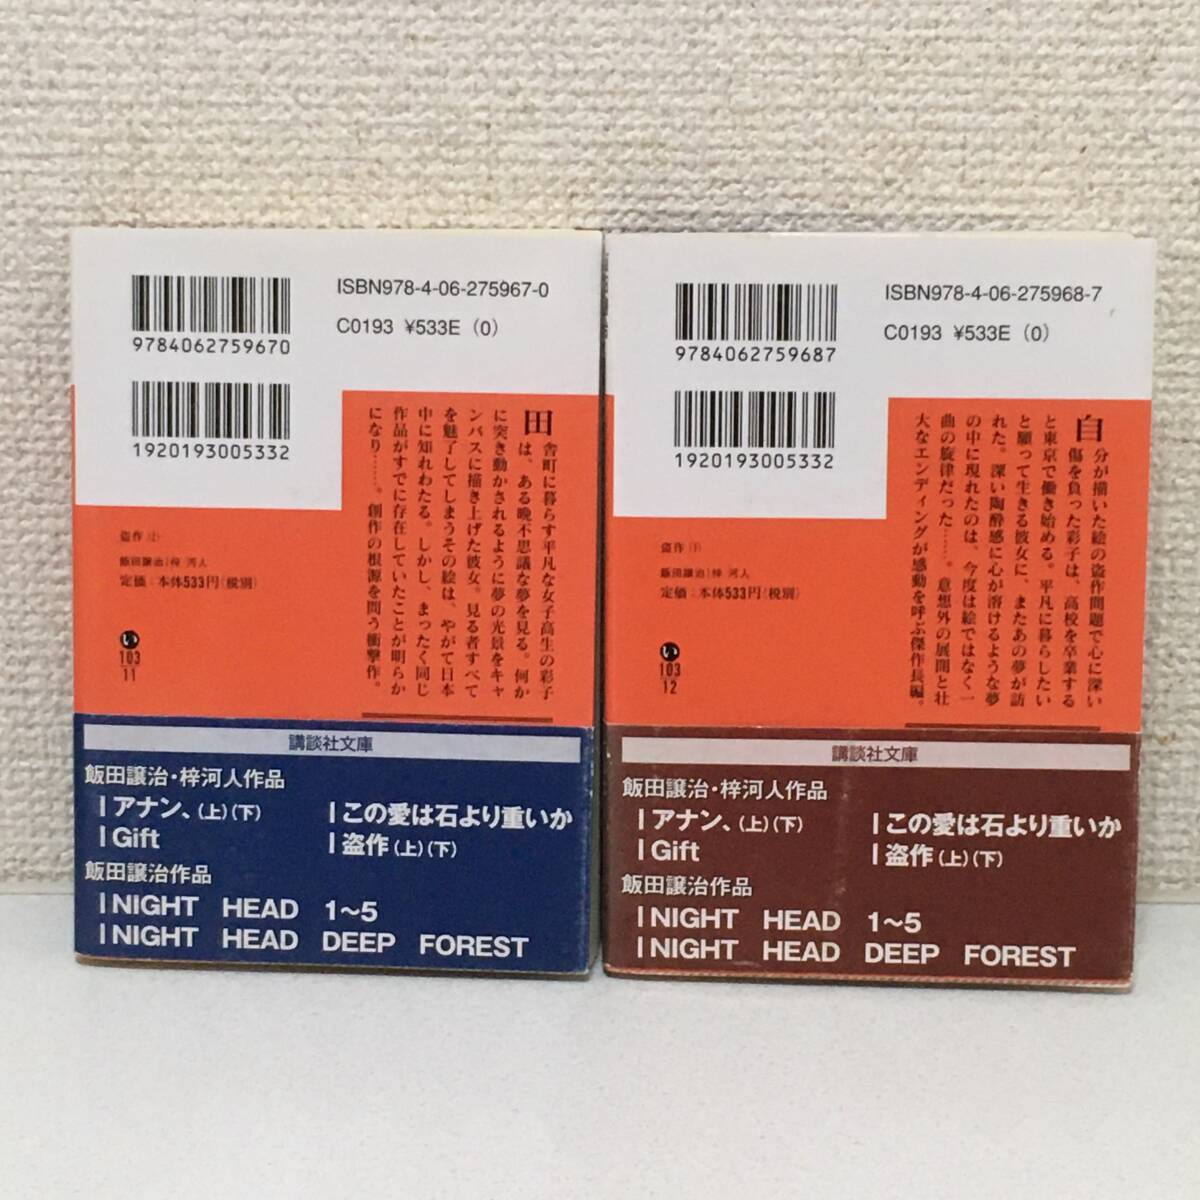 ISBN978-4-06-275967-0
C0193 ¥533E (0)
9784062759670
1920193005332
田舎町に暮らす平凡な女子高生の彩子
は、ある晩不思議な夢を見る。何か
に突き動かされるように夢の光景をキャ
ンバスに描き上げた彼女。見る者すべて
を魅了してしまうその絵は、やがて日本
中に知れわたる。しかし、まったく同じ
作品がすでに存在していたことが明らか
になり……。創作の根源を問う衝撃作。
盗作(上)
飯田譲治|梓 河人
定価:本体533円(税別)
い
103
11
講談社文庫
飯田譲治・梓河人作品
|アナン、(上)(下)
|この愛は石より重いか
|Gift
|盗作(上)(下)
飯田譲治作品
|NIGHT HEAD 1〜5
|NIGHT HEAD DEEP FOREST
ISBN978-4-06-275968-7
C0193 ¥533E (0)
9784062759687
1920193005332
自分が描いた絵の盗作問題で心に深い
傷を負った彩子は、高校を卒業する
と東京で働き始める。平凡に暮らしたい
と願って生きる彼女に、またあの夢が訪
れた。深い陶酔感に心が溶けるような夢
の中に現れたのは、今度は絵ではなく一
曲の旋律だった……。意想外の展開と壮
大なエンディングが感動を呼ぶ傑作長編。
盗作(下)
飯田譲治|梓 河人
定価:本体533円(税別)
い
103
12
講談社文庫
飯田譲治・梓河人作品
|アナン、(上)(下)
|この愛は石より重いか
|Gift
|盗作(上)(下)
飯田譲治作品
|NIGHT HEAD 1〜5
|NIGHT HEAD DEEP FOREST